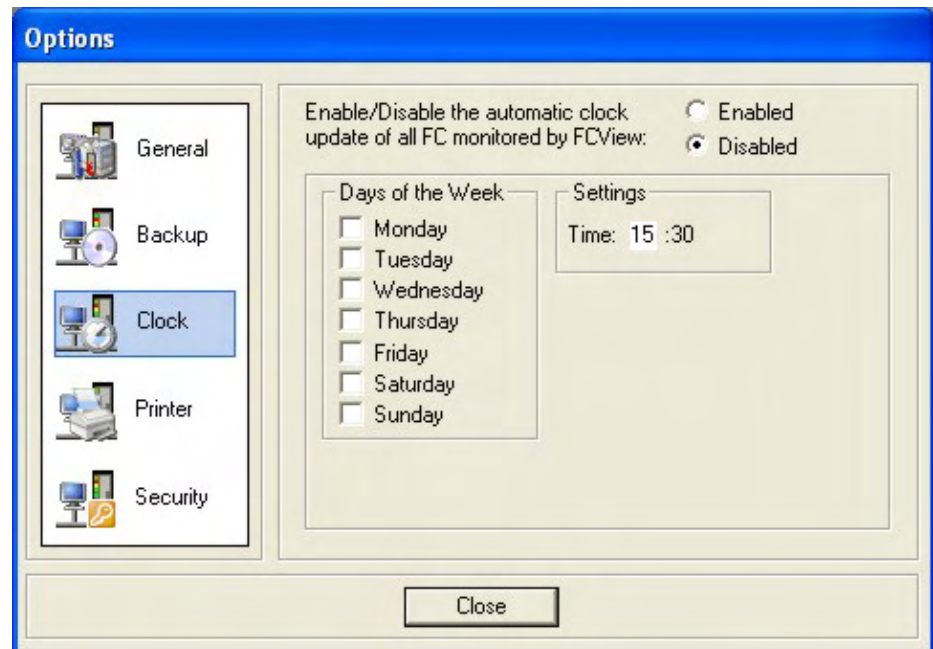 Options
General
Backup
Clock
Printer
Security
Enable/Disable the automatic clock
update of all FC monitored by FCView:
Enabled
Disabled
Days of the Week
Monday
Tuesday
Wednesday
Thursday
Friday
Saturday
Sunday
Settings
Time: 15 :30
Close